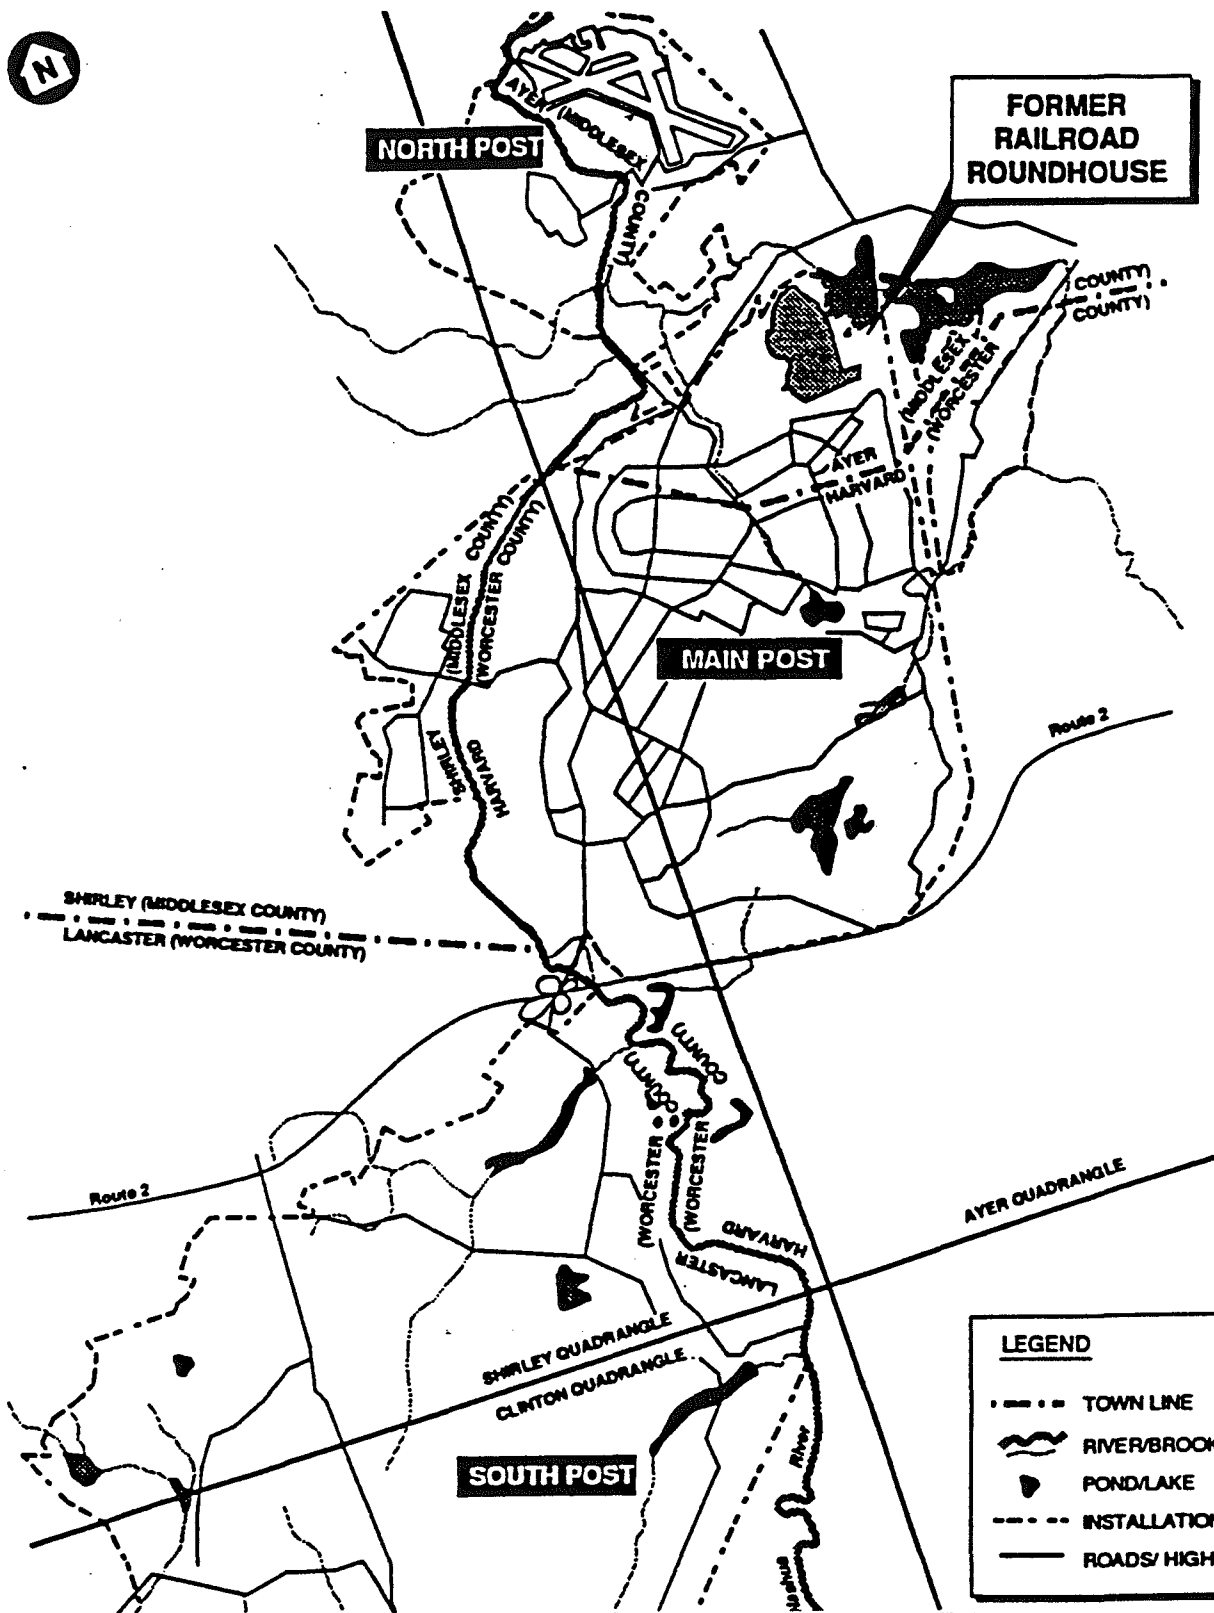 N
AYER (MIDDLESEX
COUNTY)
NORTH POST
FORMER
RAILROAD
ROUNDHOUSE
COUNTY)
COUNTY)
(MIDDLESEX
(WORCESTER
AYER
HARVARD
(MIDDLESEX COUNTY)
(WORCESTER COUNTY)
MAIN POST
Route 2
SHIRLEY
HARVARD
SHIRLEY (MIDDLESEX COUNTY)
LANCASTER (WORCESTER COUNTY)
COUNTY)
COUNTY)
(WORCESTER
(WORCESTER
Route 2
HARVARD
LANCASTER
AYER QUADRANGLE
SHIRLEY QUADRANGLE
CLINTON QUADRANGLE
SOUTH POST
River
Nashua
LEGEND
TOWN LINE
RIVER/BROOK
POND/LAKE
INSTALLATION
ROADS/ HIGH